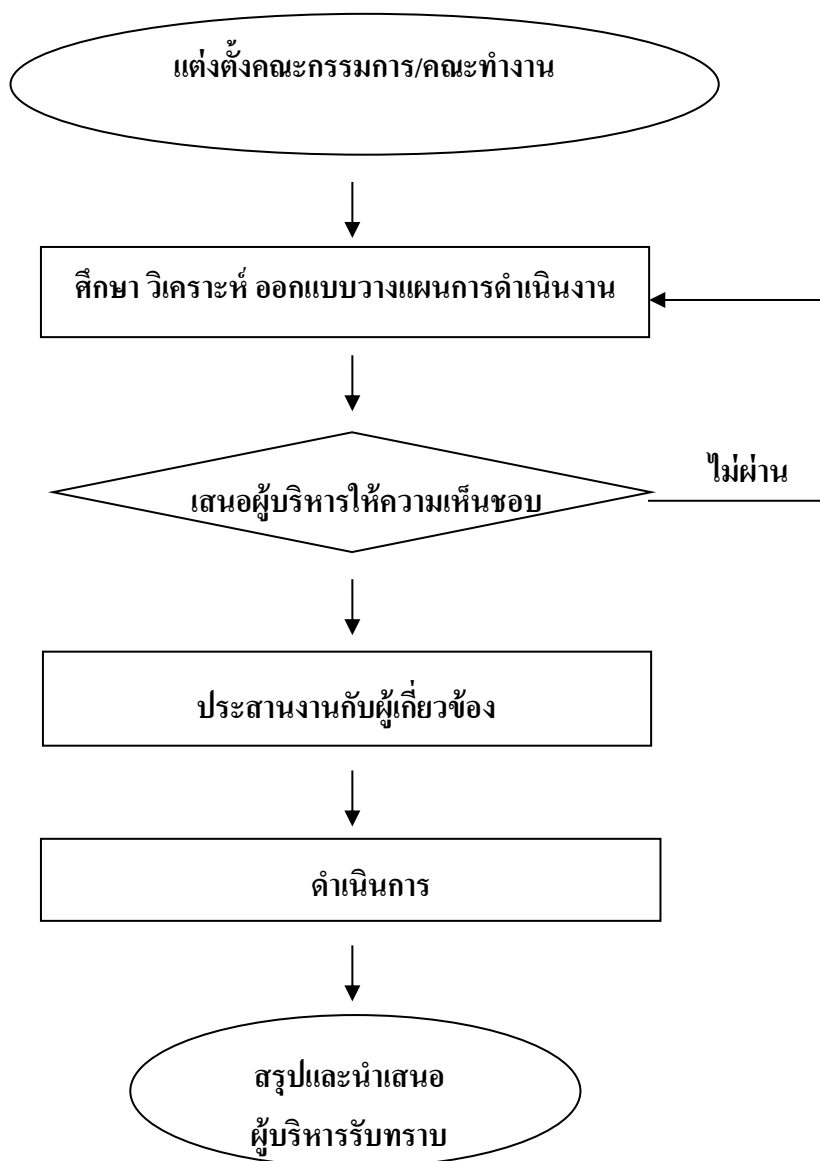 แต่งตั้งคณะกรรมการ/คณะทำงาน
ศึกษา วิเคราะห์ ออกแบบวางแผนการดำเนินงาน
ไม่ผ่าน
เสนอผู้บริหารให้ความเห็นชอบ
ประสานงานกับผู้เกี่ยวข้อง
ดำเนินการ
สรุปและนำเสนอ
ผู้บริหารรับทราบ